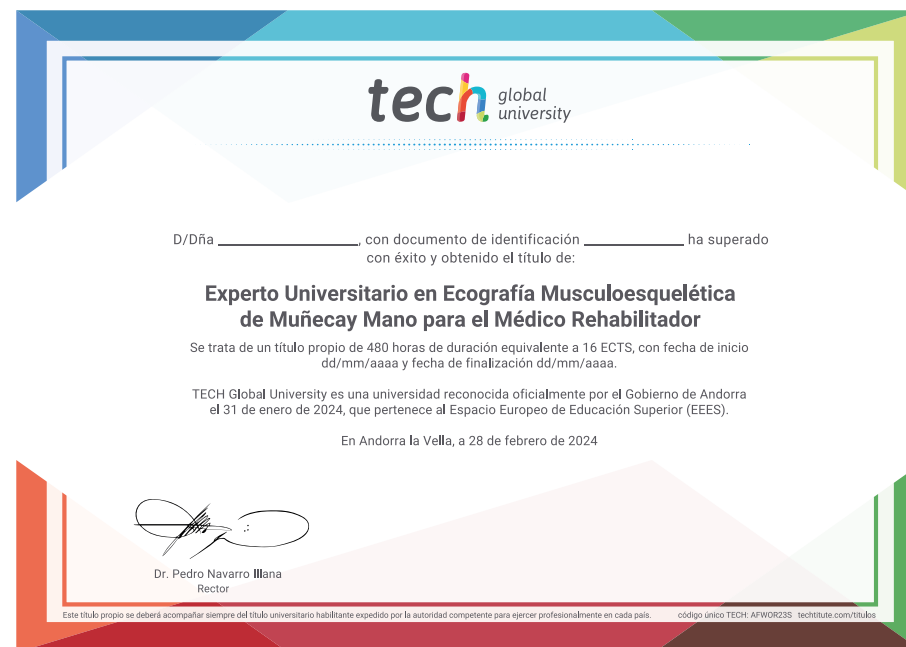 tech global university
D/Dña ____________________, con documento de identificación ______________ ha superado
con éxito y obtenido el título de:
Experto Universitario en Ecografía Musculoesquelética
de Muñecay Mano para el Médico Rehabilitador
Se trata de un título propio de 480 horas de duración equivalente a 16 ECTS, con fecha de inicio
dd/mm/aaaa y fecha de finalización dd/mm/aaaa.
TECH Global University es una universidad reconocida oficialmente por el Gobierno de Andorra
el 31 de enero de 2024, que pertenece al Espacio Europeo de Educación Superior (EEES).
En Andorra la Vella, a 28 de febrero de 2024
Dr. Pedro Navarro Illana
Rector
Este título propio se deberá acompañar siempre del título universitario habilitante expedido por la autoridad competente para ejercer profesionalmente en cada país. código único TECH: AFWOR23S techtitute.com/titulos